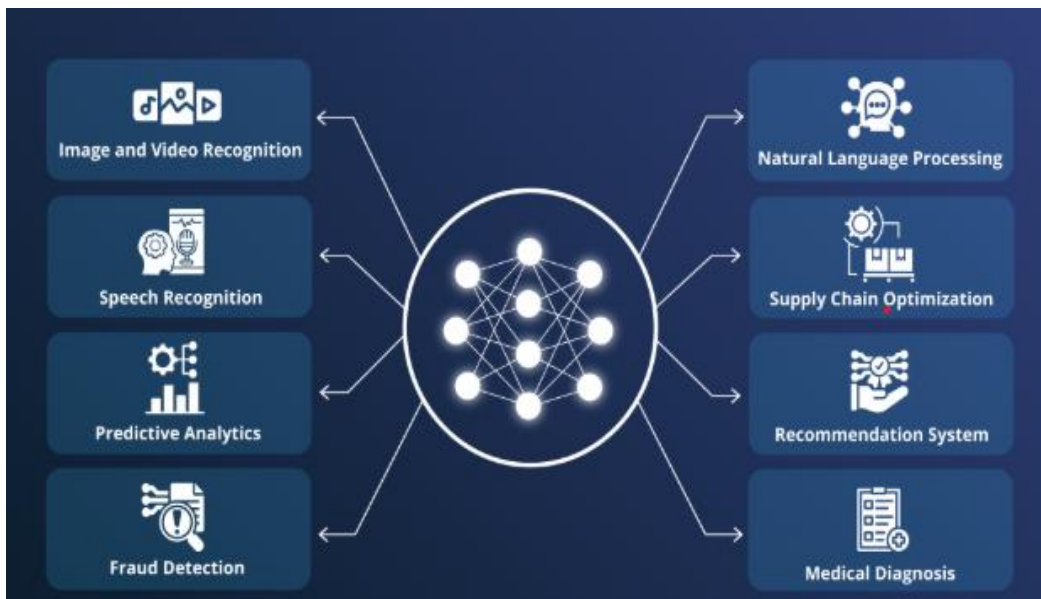 Image and Video Recognition
Speech Recognition
Predictive Analytics
Fraud Detection
Natural Language Processing
Supply Chain Optimization
Recommendation System
Medical Diagnosis